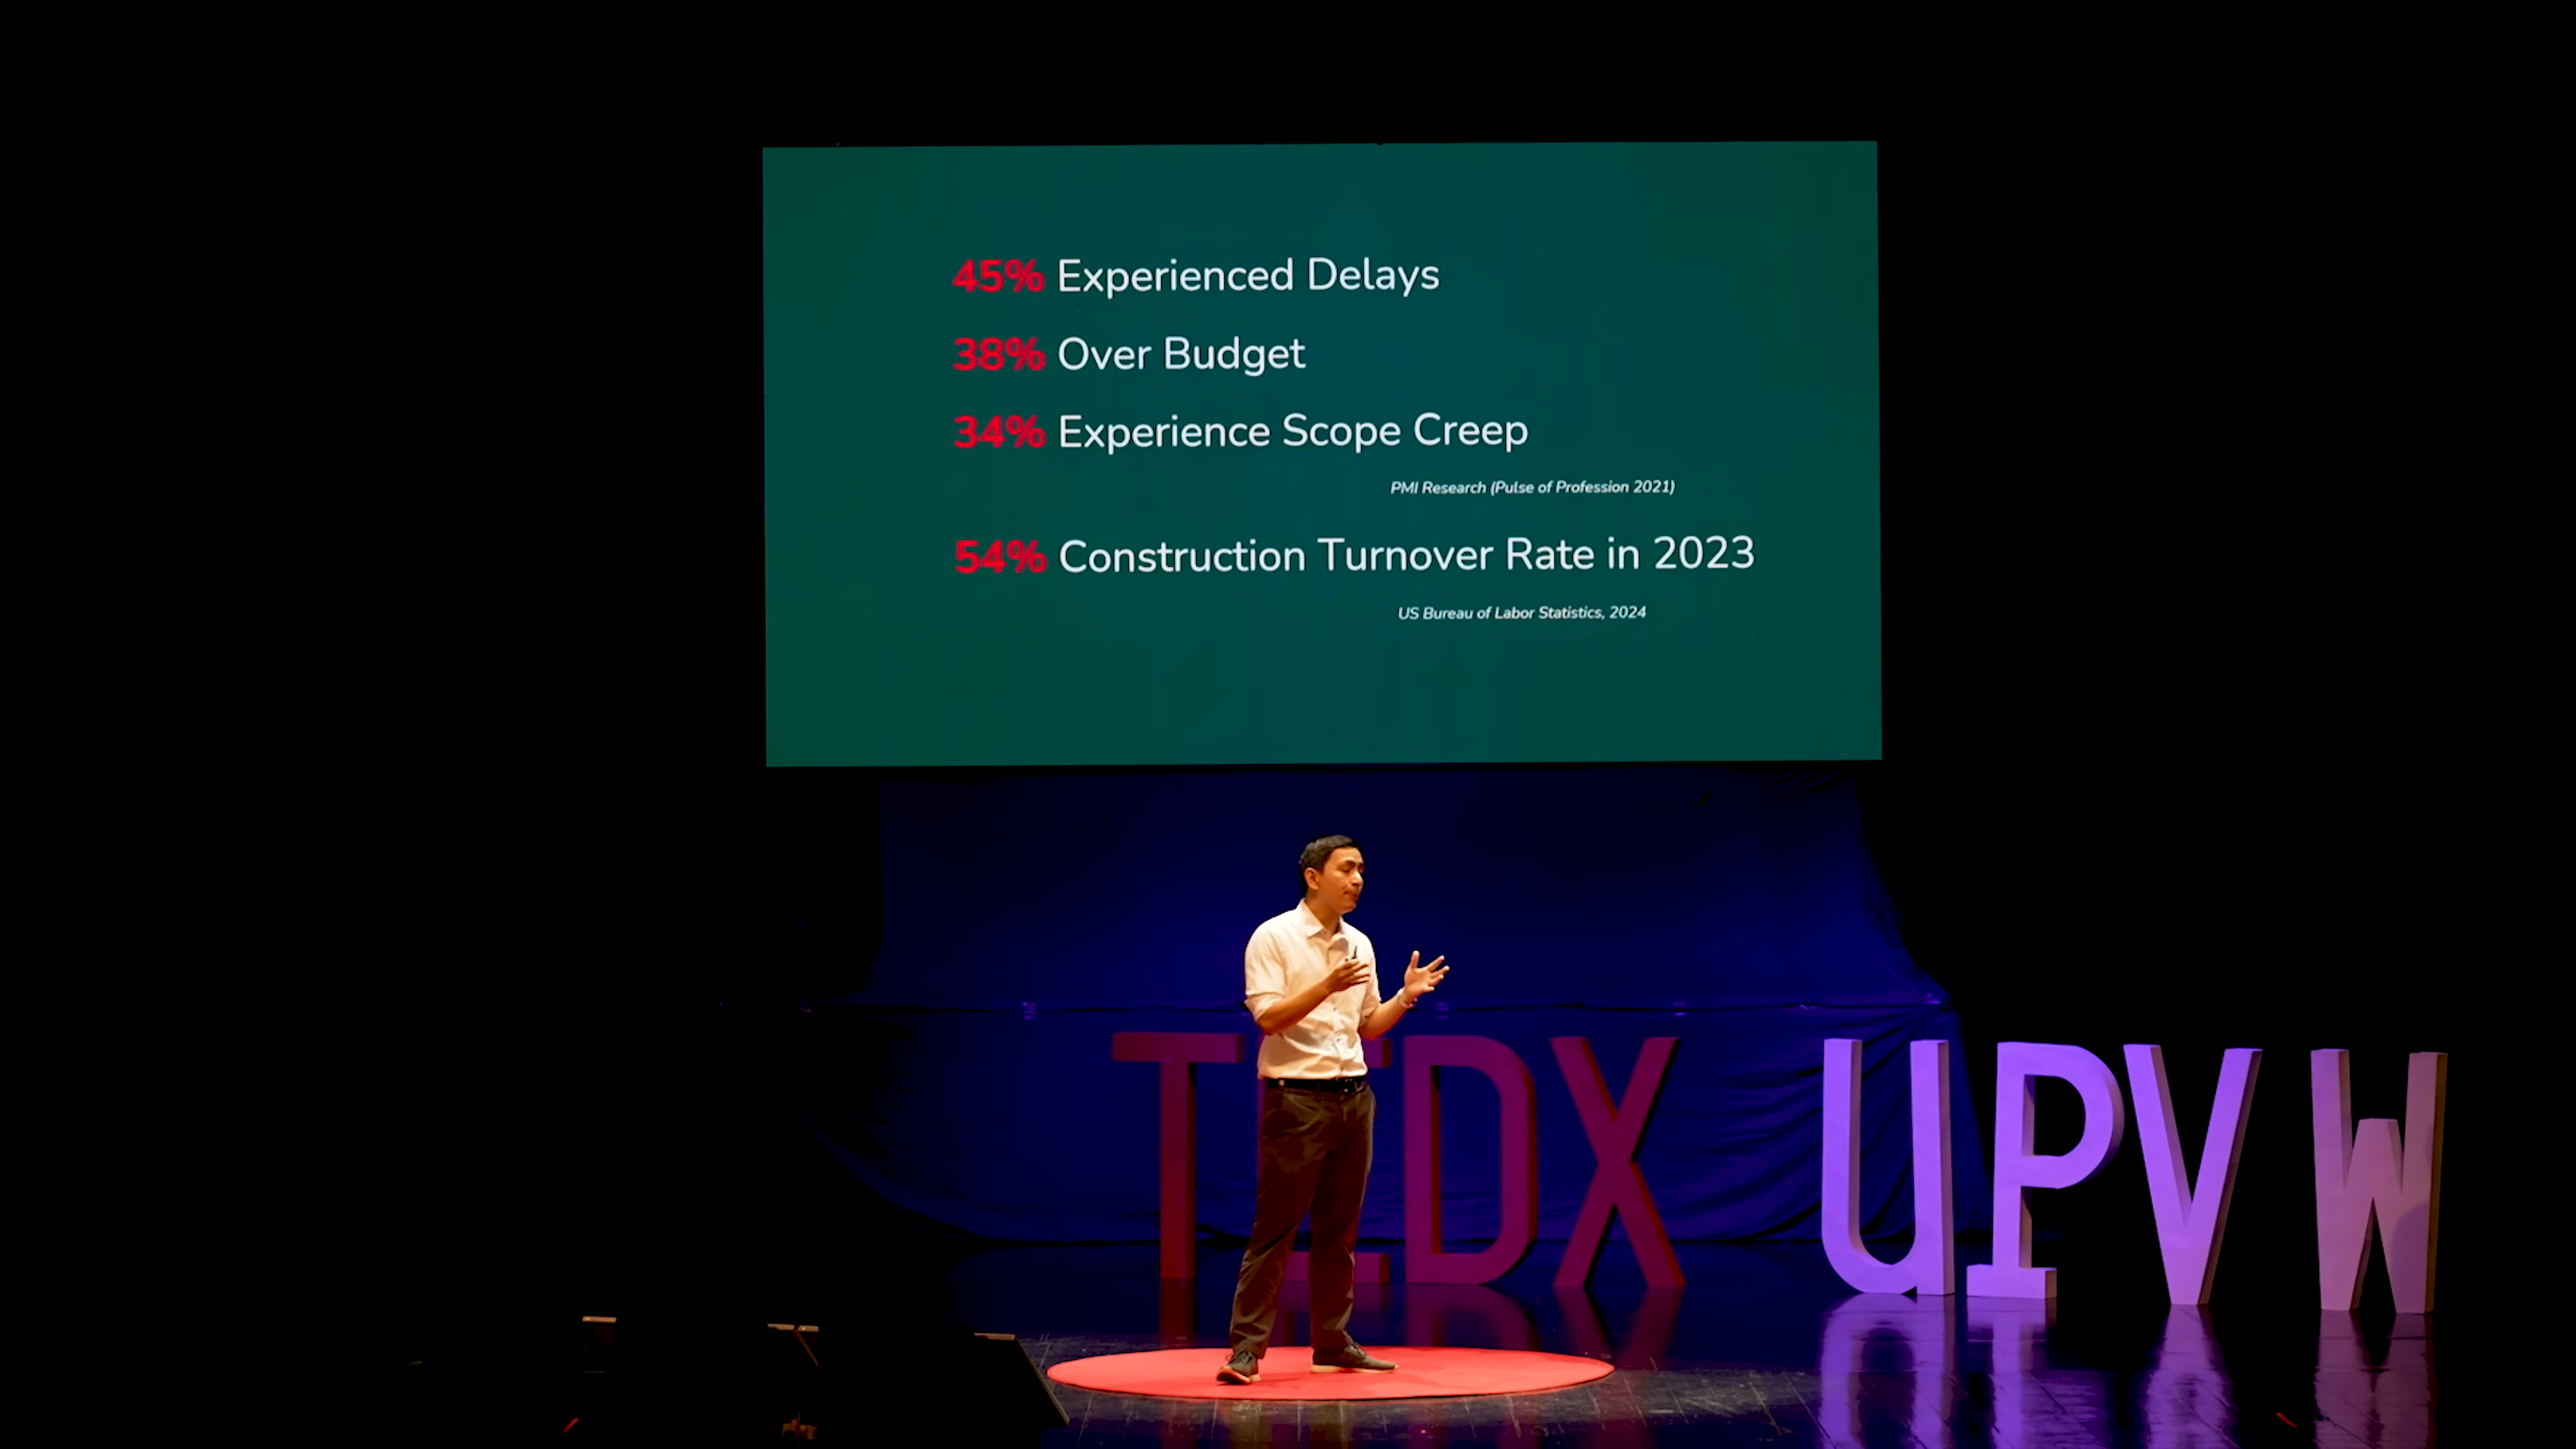 45% Experienced Delays
38% Over Budget
34% Experience Scope Creep
PMI Research (Pulse of Profession 2021)
54% Construction Turnover Rate in 2023
US Bureau of Labor Statistics, 2024
TEDX UPV M